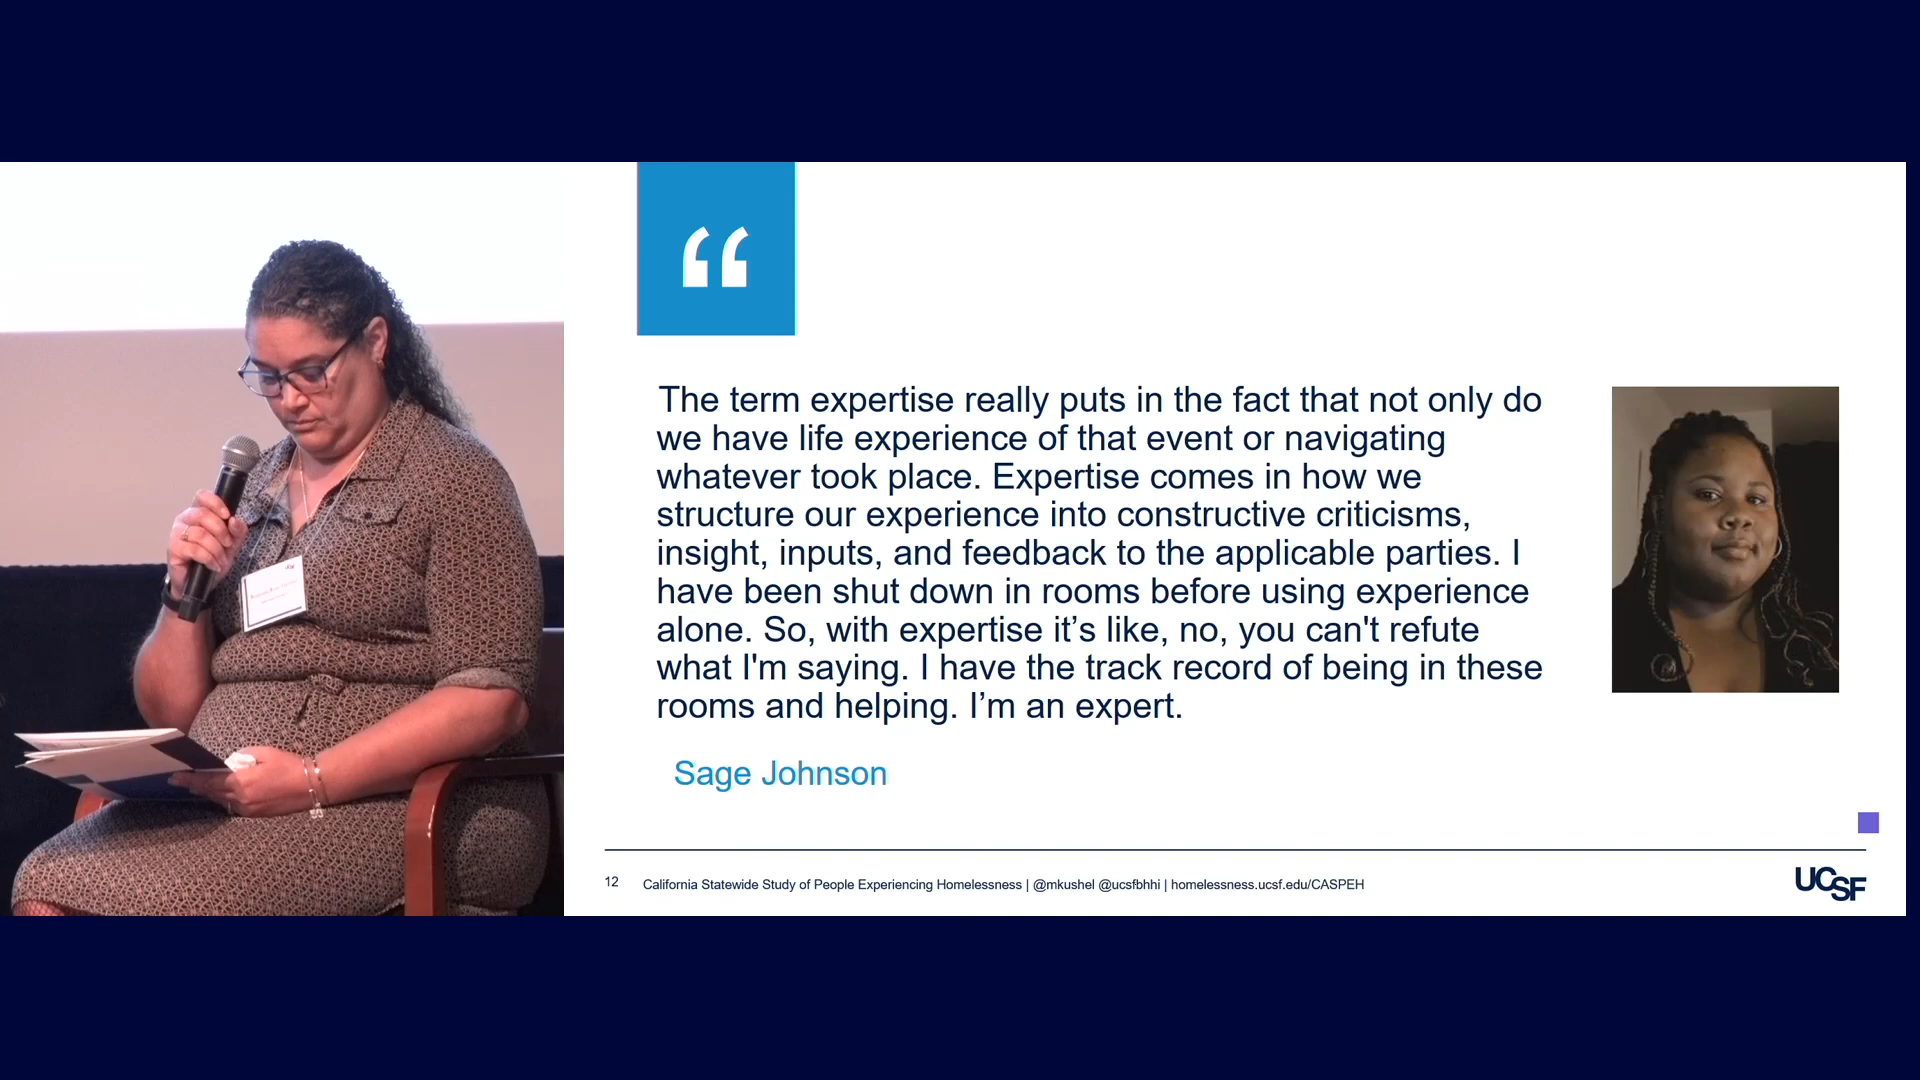 “
The term expertise really puts in the fact that not only do
we have life experience of that event or navigating
whatever took place. Expertise comes in how we
structure our experience into constructive criticisms,
insight, inputs, and feedback to the applicable parties. I
have been shut down in rooms before using experience
alone. So, with expertise it’s like, no, you can't refute
what I'm saying. I have the track record of being in these
rooms and helping. I’m an expert.
Sage Johnson
12 California Statewide Study of People Experiencing Homelessness | @mkushel @ucsfbhhi | homelessness.ucsf.edu/CASPEH
UCSF